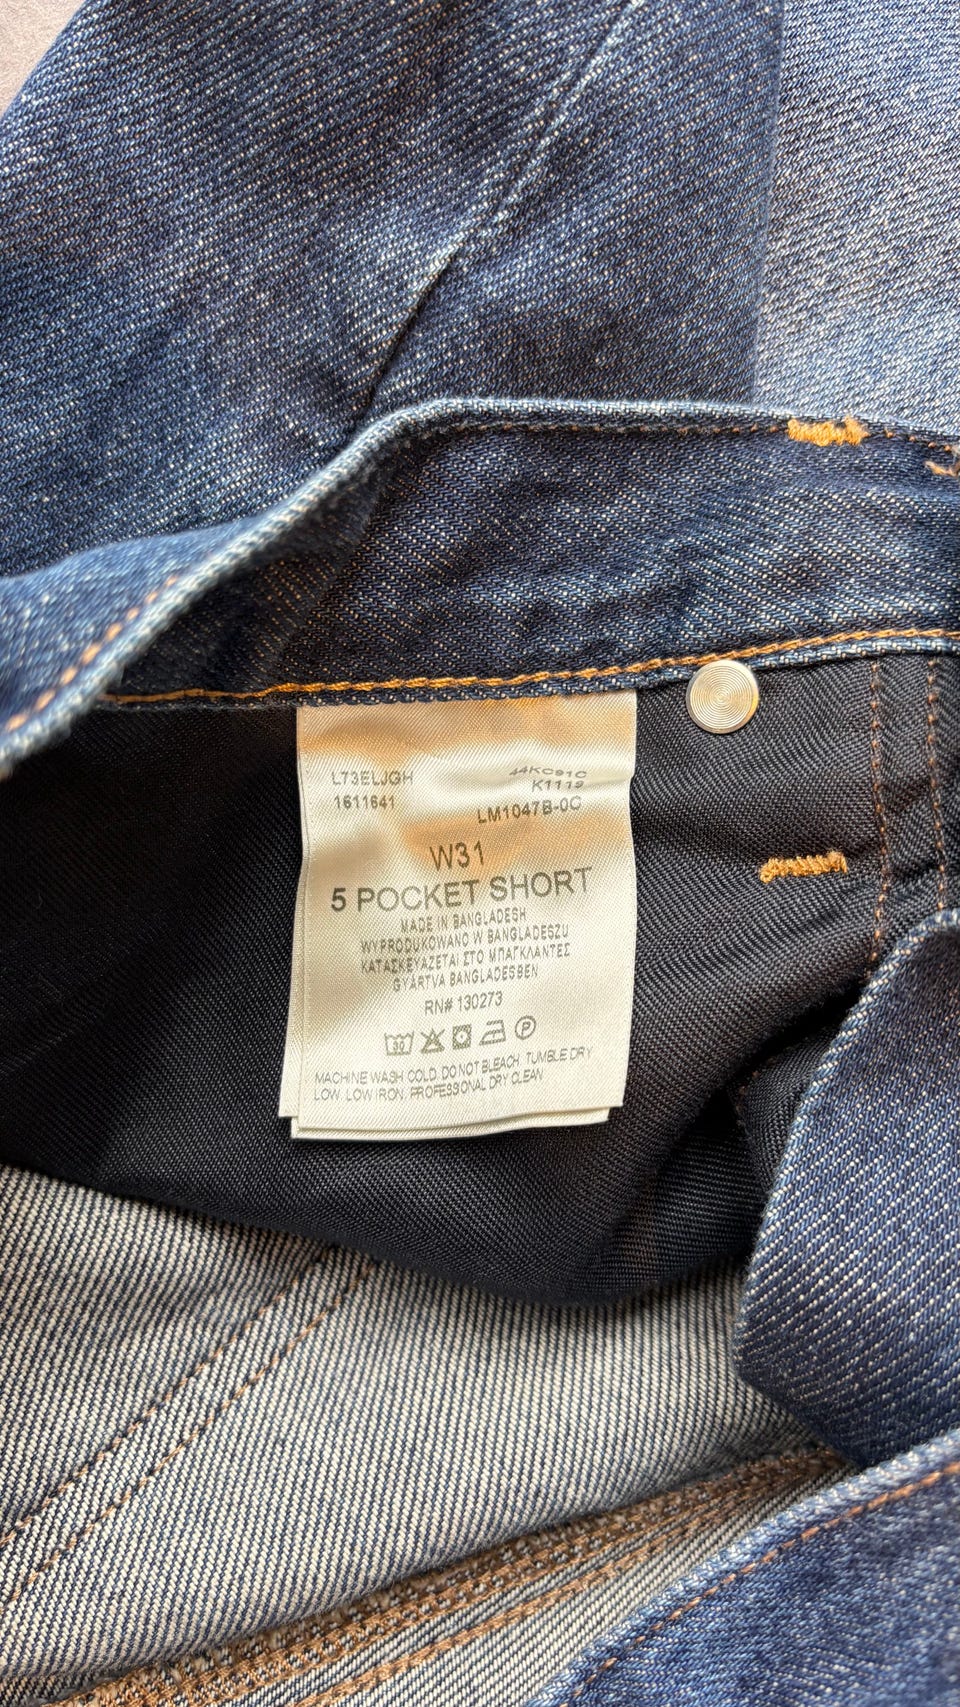 L73ELJGH
1611641
44KC91C
K1119
LM1047B-0C
W31
5 POCKET SHORT
MADE IN BANGLADESH
WYPRODUKOWANO W BANGLADESZU
ΚΑΤΑΣΚΕΥΑΖΕΤΑΙ ΣΤΟ ΜΠΑΓΚΛΑΝΤΕΣ
GYÁRTVA BANGLADESBEN
RN# 130273
30
P
MACHINE WASH COLD. DO NOT BLEACH. TUMBLE DRY
LOW. LOW IRON. PROFESSIONAL DRY CLEAN